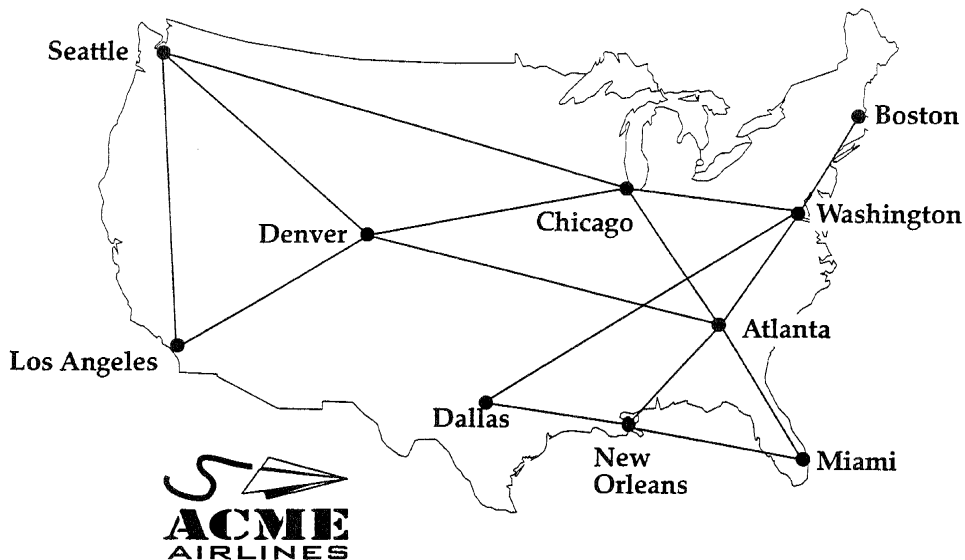 Seattle
Boston
Chicago
Washington
Denver
Atlanta
Los Angeles
Dallas
New
Orleans
Miami
ACME
AIRLINES